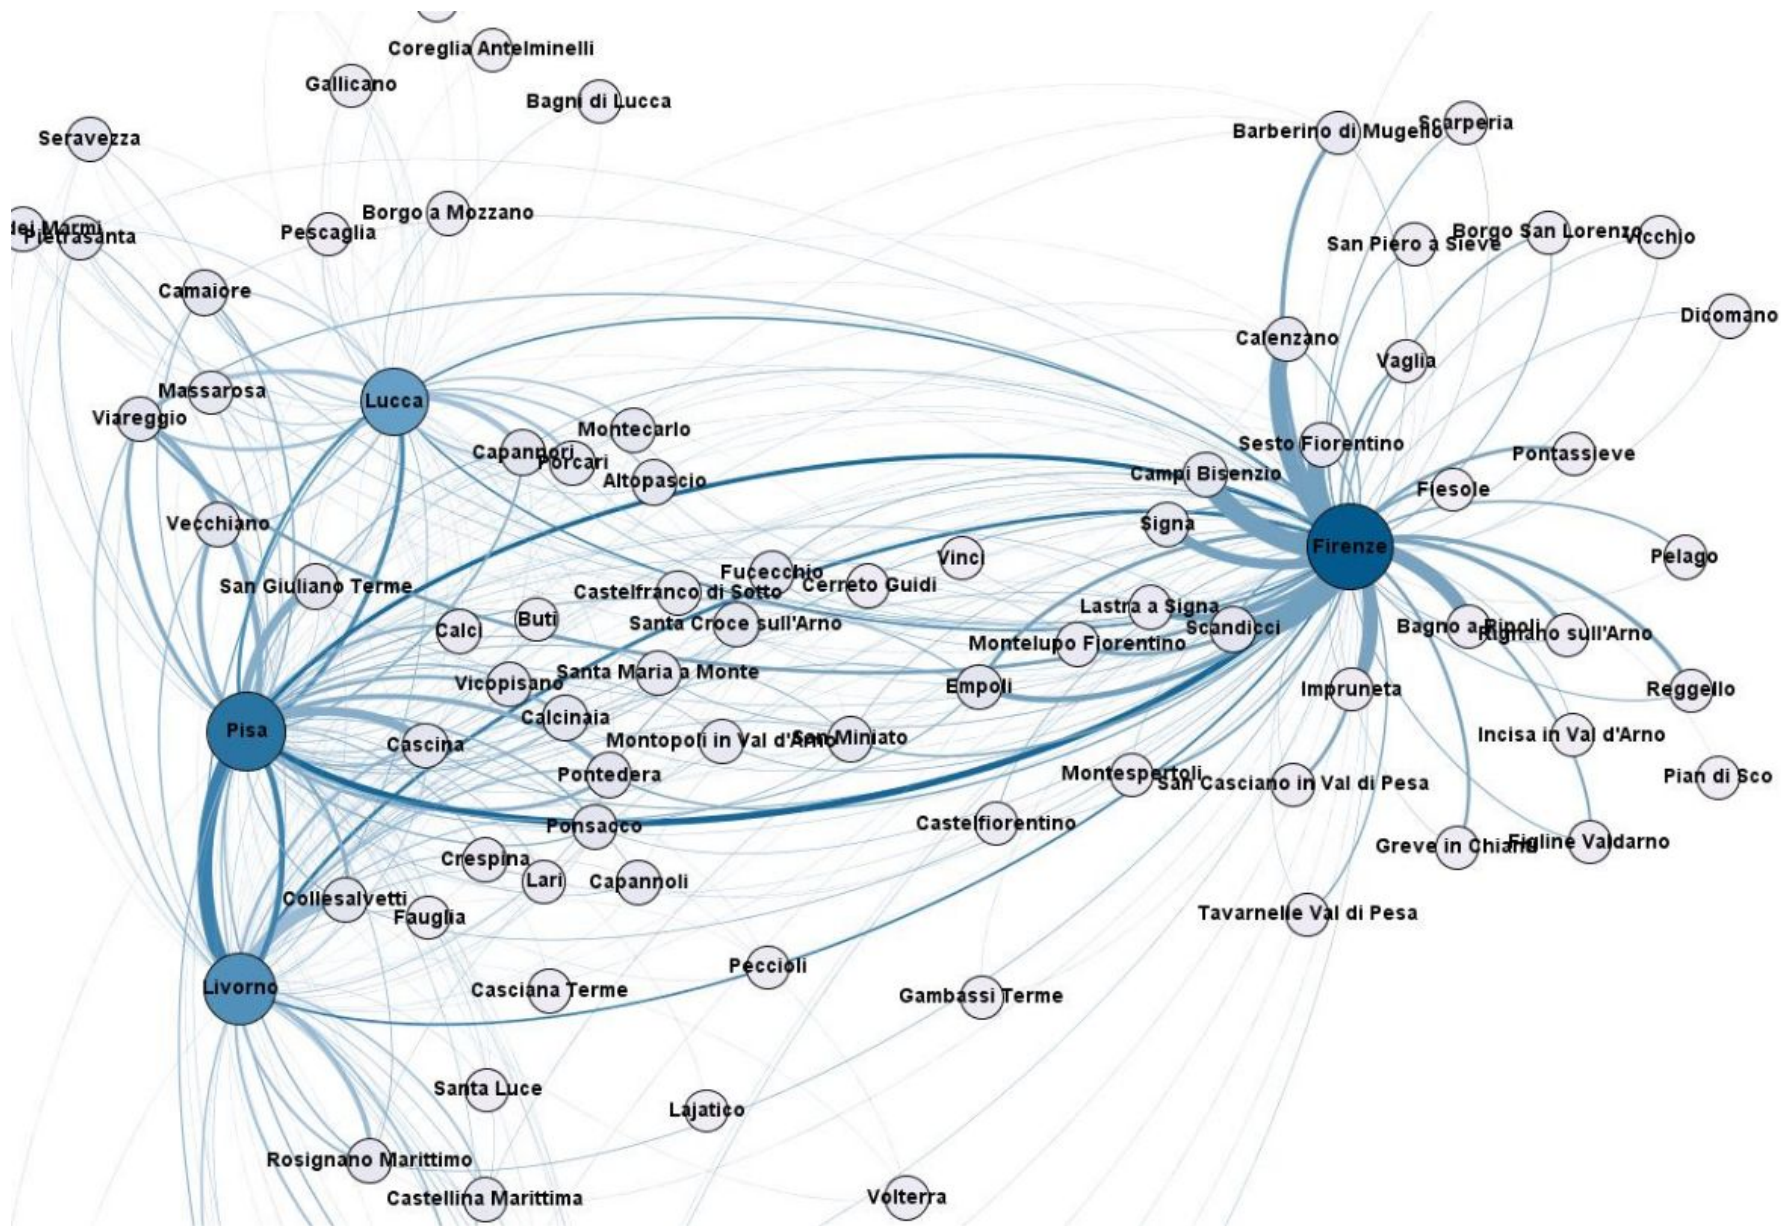 Coreglia Antelminelli
Gallicano
Bagni di Lucca
Seravezza
Barberino di Mugello
Scarperia
Borgo a Mozzano
dei Marmi
Pietrasanta
Pescaglia
San Piero a Sieve
Borgo San Lorenzo
Vicchio
Camaiore
Dicomano
Calenzano
Vaglia
Massarosa
Viareggio
Lucca
Montecarlo
Capannori
Porcari
Altopascio
Sesto Fiorentino
Campi Bisenzio
Pontassieve
Fiesole
Vecchiano
Signa
Firenze
Vinci
Pelago
San Giuliano Terme
Fucecchio
Castelfranco di Sotto
Cerreto Guidi
Lastra a Signa
Buti
Calci
Santa Croce sull'Arno
Scandicci
Bagno a Ripoli
Rignano sull'Arno
Montelupo Fiorentino
Santa Maria a Monte
Vicopisano
Empoli
Impruneta
Reggello
Calcinaia
Pisa
Cascina
Montopoli in Val d'Arno
San Miniato
Incisa in Val d'Arno
Pontedera
Montespertoli
San Casciano in Val di Pesa
Pian di Sco
Ponsacco
Castelfiorentino
Greve in Chianti
Figline Valdarno
Crespina
Lari
Capannoli
Collesalvetti
Fauglia
Tavarnelle Val di Pesa
Peccioli
Livorno
Casciana Terme
Gambassi Terme
Santa Luce
Lajatico
Rosignano Marittimo
Castellina Marittima
Volterra